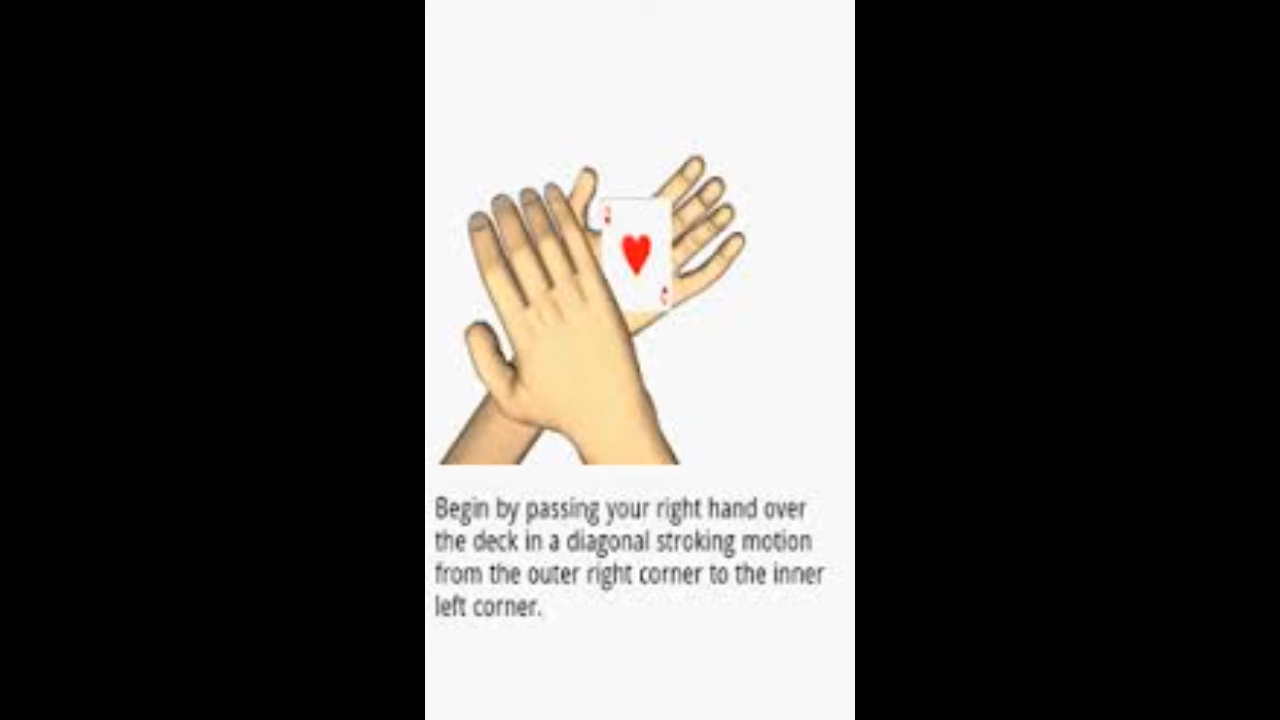 Begin by passing your right hand over
the deck in a diagonal stroking motion
from the outer right corner to the inner
left corner.